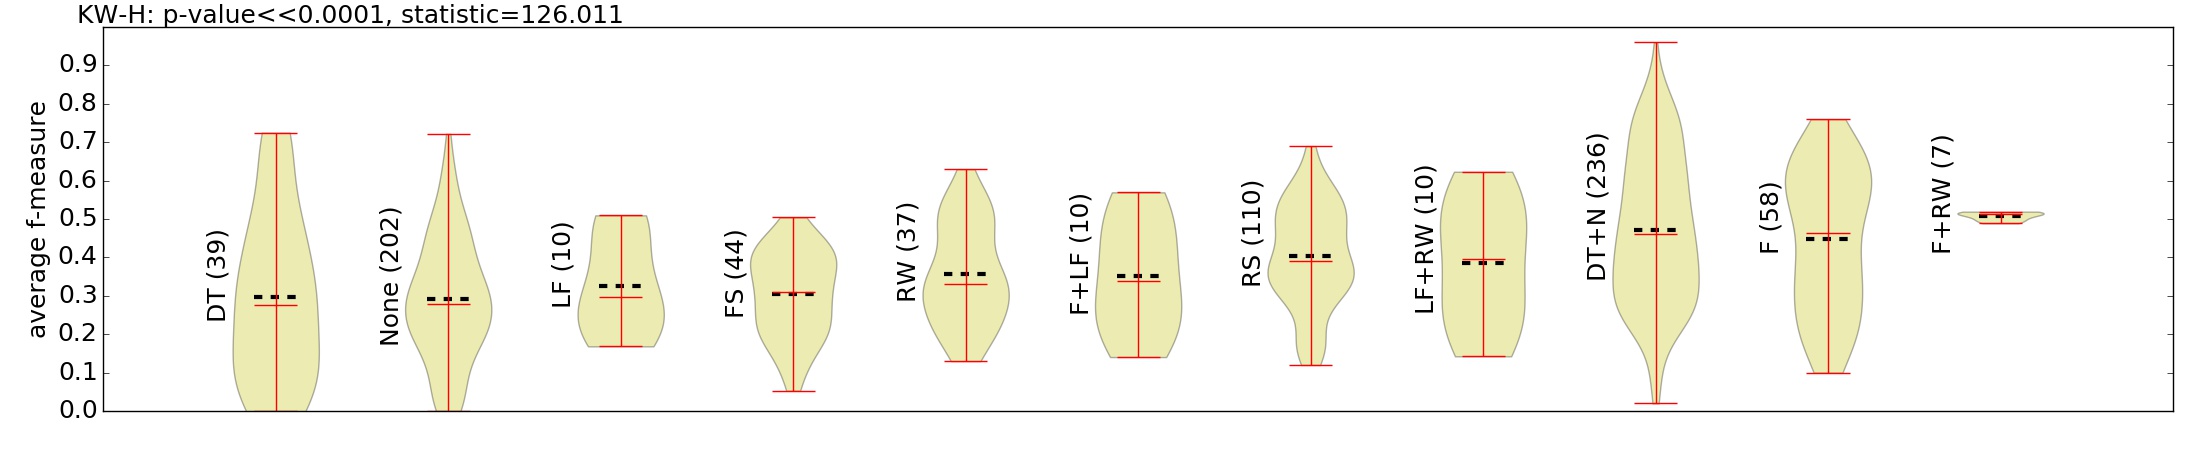 KW-H: p-value<<0.0001, statistic=126.011
average f-measure
0.9
0.8
0.7
0.6
0.5
0.4
0.3
0.2
0.1
0.0
DT (39)
None (202)
LF (10)
FS (44)
RW (37)
F+LF (10)
RS (110)
LF+RW (10)
DT+N (236)
F (58)
F+RW (7)